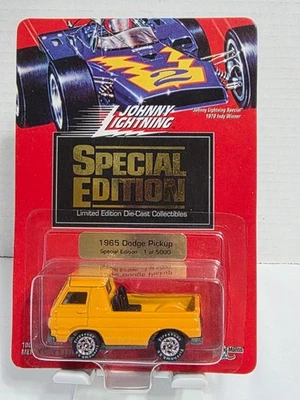 2
"Johnny Lightning Special"
1970 Indy Winner
JOHNNY
LIGHTNING
SPECIAL
EDITION
Limited Edition Die-Cast Collectibles
1965 Dodge Pickup
Special Edition 1 of 5000